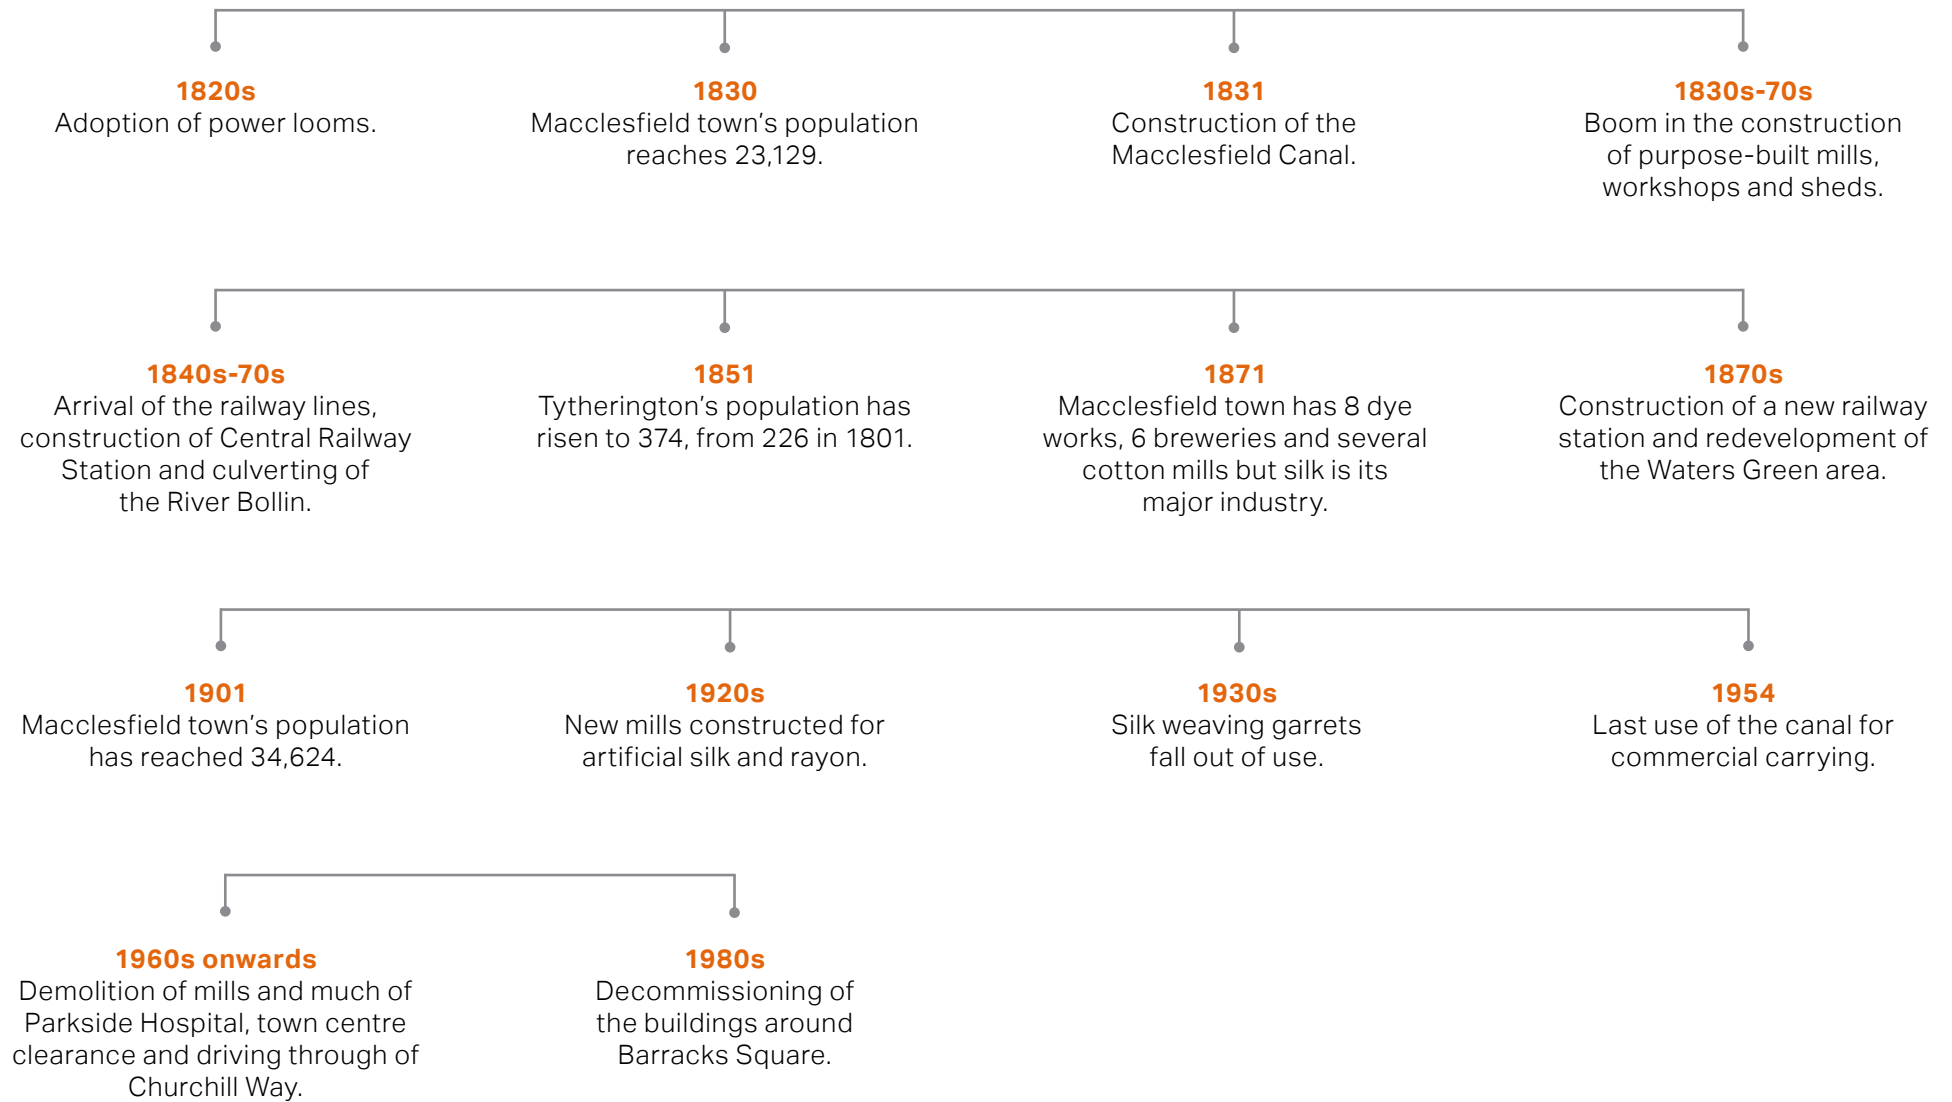 1820s
Adoption of power looms.
1830
Macclesfield town's population
reaches 23,129.
1831
Construction of the
Macclesfield Canal.
1830s-70s
Boom in the construction
of purpose-built mills,
workshops and sheds.
1840s-70s
Arrival of the railway lines,
construction of Central Railway
Station and culverting of
the River Bollin.
1851
Tytherington's population has
risen to 374, from 226 in 1801.
1871
Macclesfield town has 8 dye
works, 6 breweries and several
cotton mills but silk is its
major industry.
1870s
Construction of a new railway
station and redevelopment of
the Waters Green area.
1901
Macclesfield town's population
has reached 34,624.
1920s
New mills constructed for
artificial silk and rayon.
1930s
Silk weaving garrets
fall out of use.
1954
Last use of the canal for
commercial carrying.
1960s onwards
Demolition of mills and much of
Parkside Hospital, town centre
clearance and driving through of
Churchill Way.
1980s
Decommissioning of
the buildings around
Barracks Square.